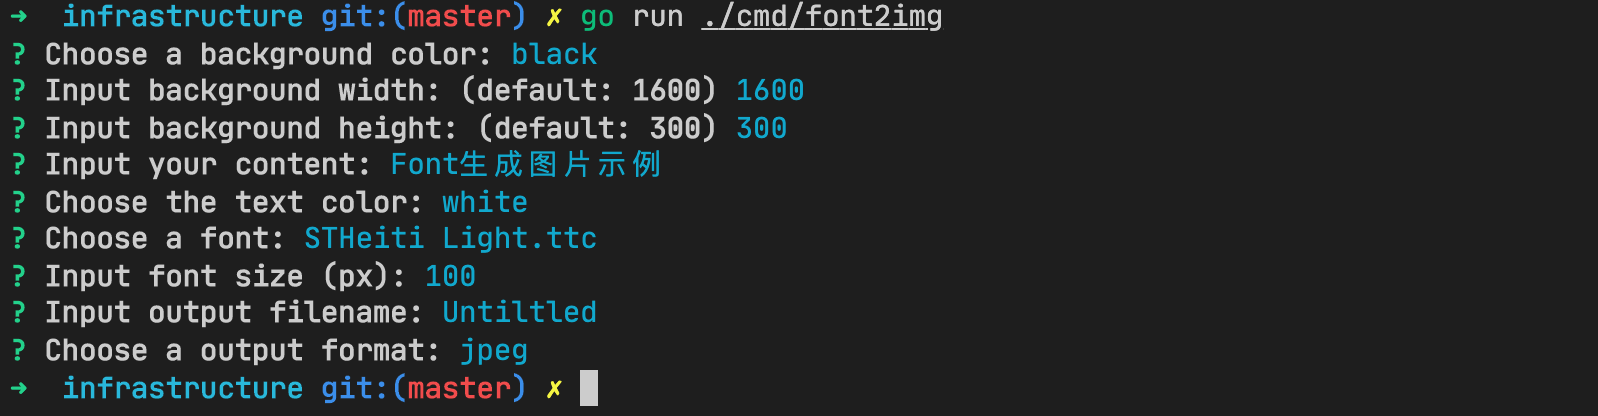 ➜  infrastructure git:(master) ✗ go run ./cmd/font2img
? Choose a background color: black
? Input background width: (default: 1600) 1600
? Input background height: (default: 300) 300
? Input your content: Font生成图片示例
? Choose the text color: white
? Choose a font: STHeiti Light.ttc
? Input font size (px): 100
? Input output filename: Untiltled
? Choose a output format: jpeg
➜  infrastructure git:(master) ✗